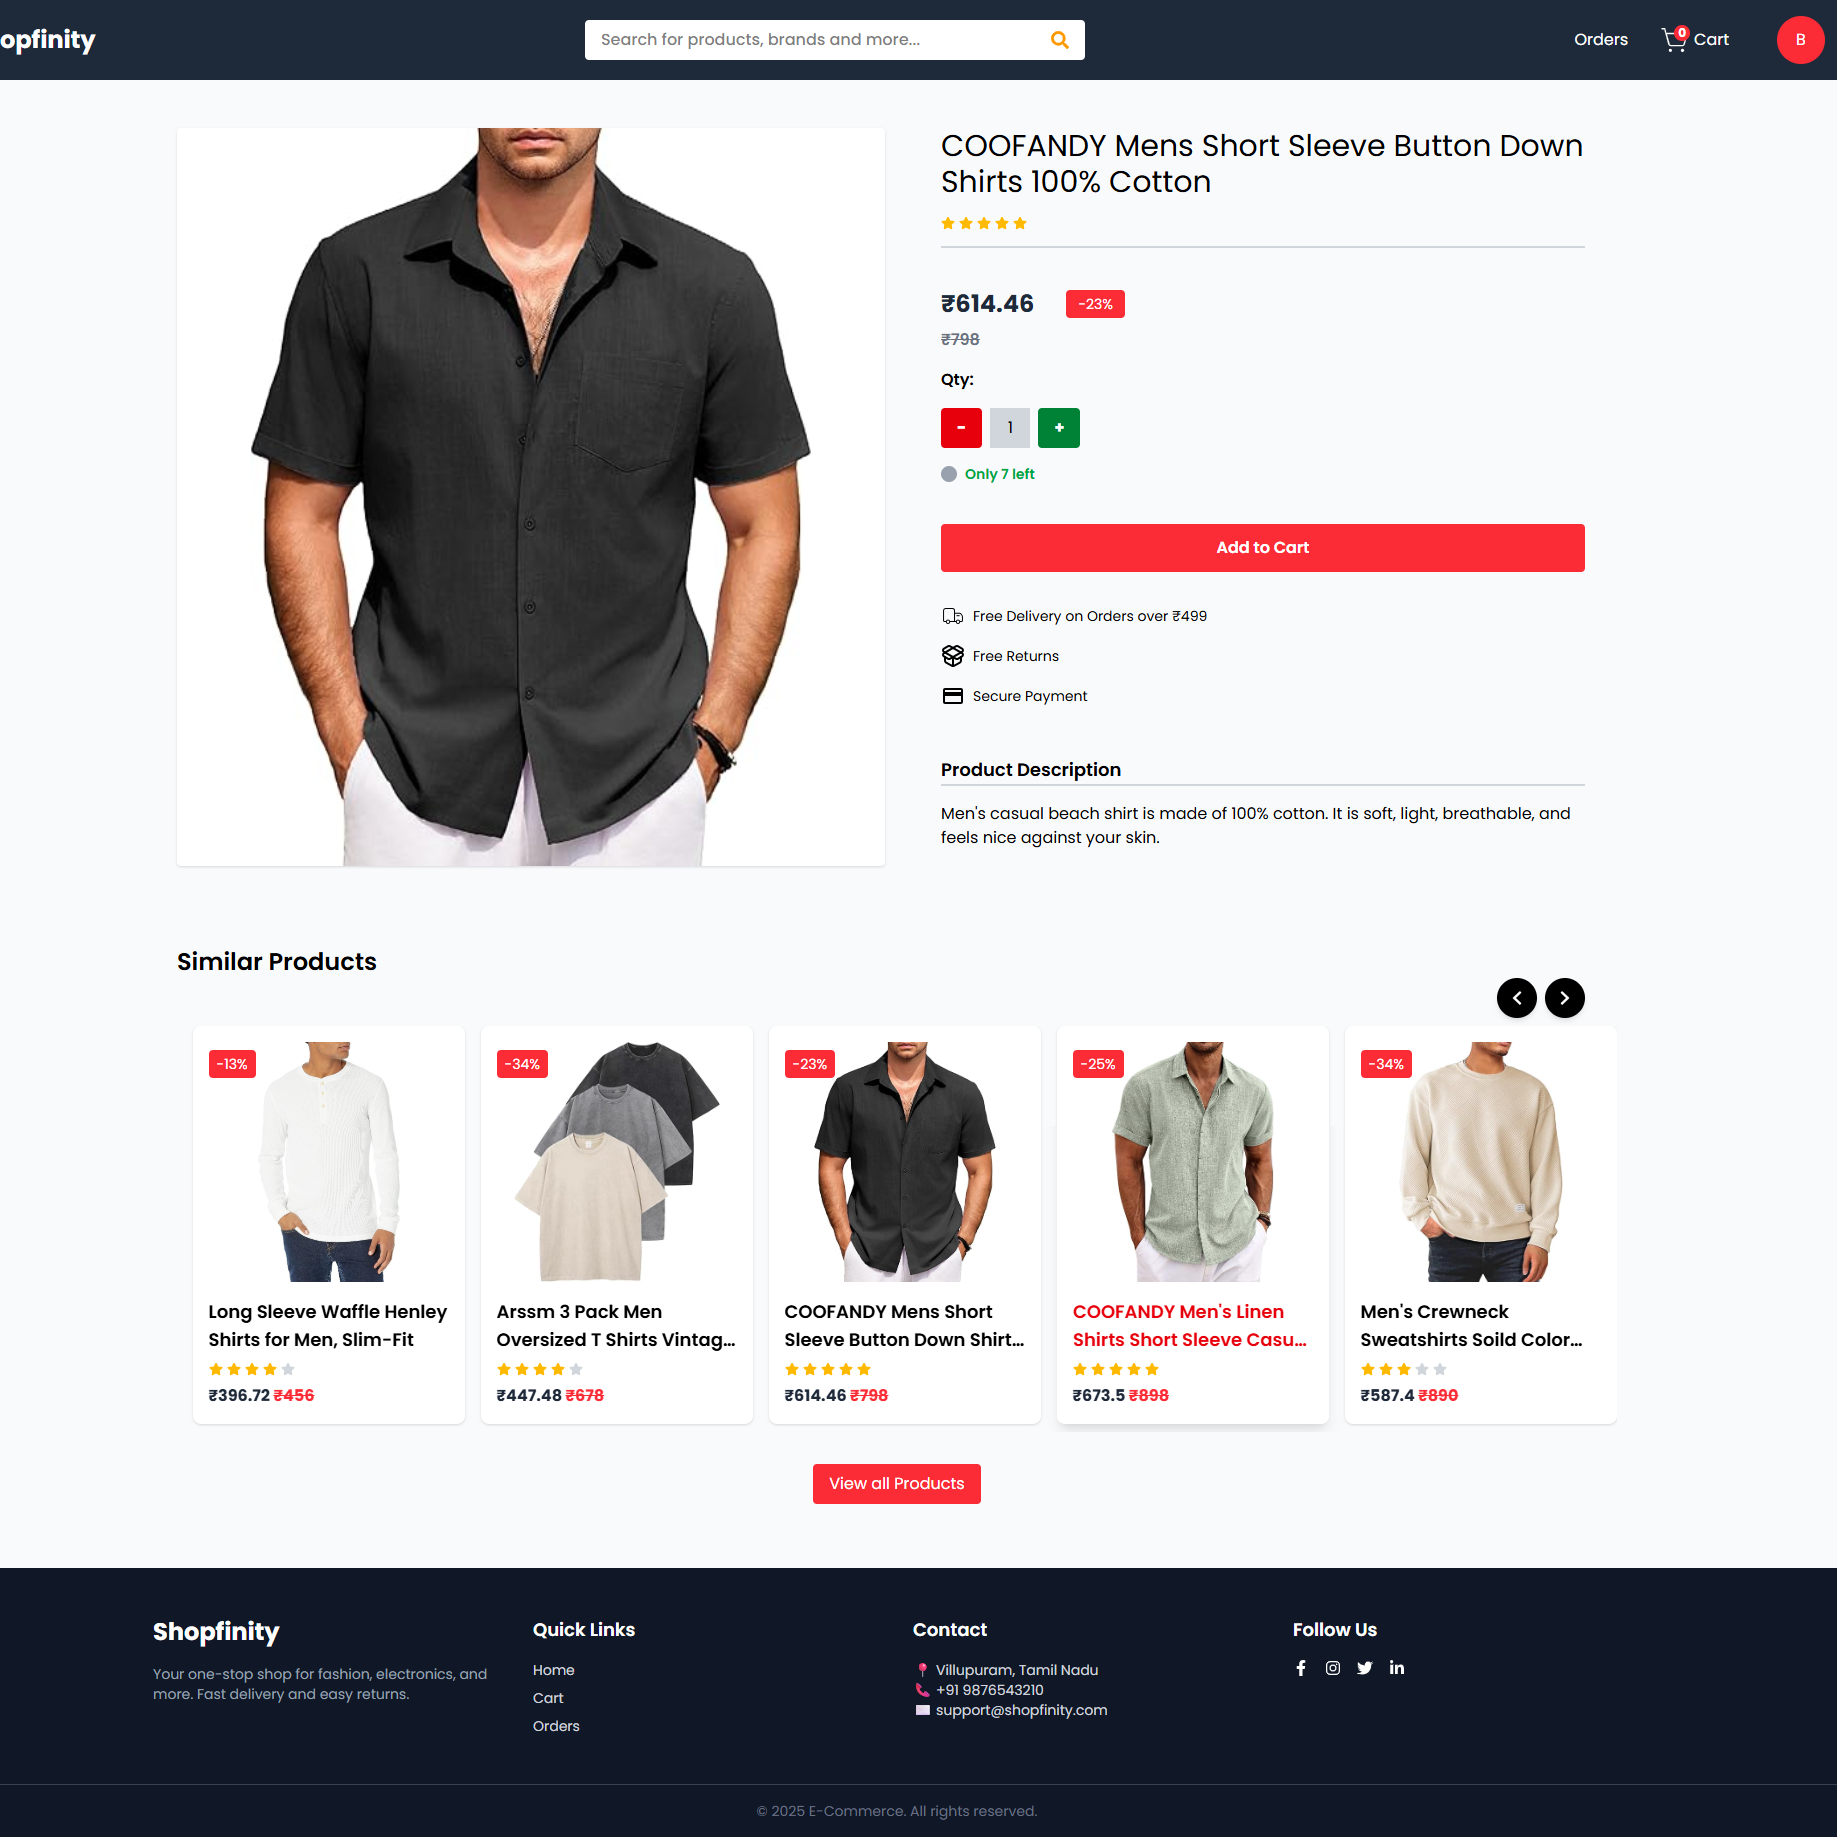 opfinity
Search for products, brands and more...
Orders
0
Cart
B
COOFANDY Mens Short Sleeve Button Down
Shirts 100% Cotton
₹614.46
-23%
₹798
Qty:
-
1
+
Only 7 left
Add to Cart
Free Delivery on Orders over ₹499
Free Returns
Secure Payment
Product Description
Men's casual beach shirt is made of 100% cotton. It is soft, light, breathable, and
feels nice against your skin.
Similar Products
-13%
Long Sleeve Waffle Henley
Shirts for Men, Slim-Fit
₹396.72 ₹456
-34%
Arssm 3 Pack Men
Oversized T Shirts Vintag...
₹447.48 ₹678
-23%
COOFANDY Mens Short
Sleeve Button Down Shirt...
₹614.46 ₹798
-25%
COOFANDY Men's Linen
Shirts Short Sleeve Casu...
₹673.5 ₹898
-34%
Men's Crewneck
Sweatshirts Soild Color...
₹587.4 ₹890
View all Products
Shopfinity
Your one-stop shop for fashion, electronics, and
more. Fast delivery and easy returns.
Quick Links
Home
Cart
Orders
Contact
Villupuram, Tamil Nadu
+91 9876543210
support@shopfinity.com
Follow Us
© 2025 E-Commerce. All rights reserved.